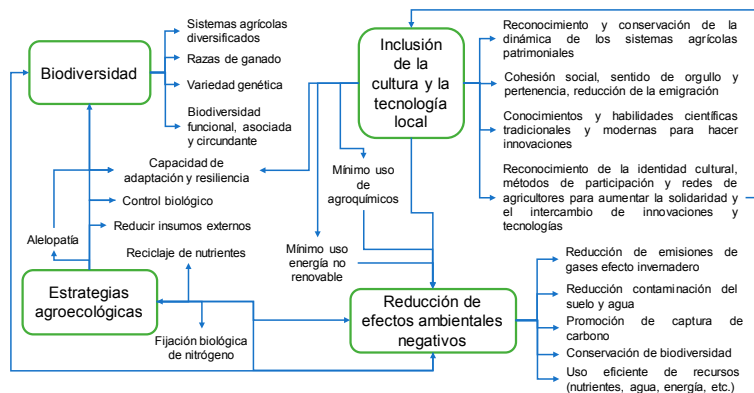 Sistemas agrícolas
diversificados
Razas de ganado
Variedad genética
Biodiversidad
funcional, asociada
y circundante
Biodiversidad
Inclusión
de la
cultura y la
tecnología
local
Reconocimiento y conservación de la
dinámica de los sistemas agrícolas
patrimoniales
Cohesión social, sentido de orgullo y
pertenencia, reducción de la emigración
Conocimientos y habilidades científicas
tradicionales y modernas para hacer
innovaciones
Reconocimiento de la identidad cultural,
métodos de participación y redes de
agricultores para aumentar la solidaridad y
el intercambio de innovaciones y
tecnologías
Capacidad de
adaptación y resiliencia
Control biológico
Reducir insumos externos
Alelopatía
Reciclaje de nutrientes
Mínimo uso de
agroquímicos
Mínimo uso
energía no
renovable
Estrategias
agroecológicas
Fijación biológica
de nitrógeno
Reducción de
efectos ambientales
negativos
Reducción de emisiones de
gases efecto invernadero
Reducción contaminación del
suelo y agua
Promoción de captura de
carbono
Conservación de biodiversidad
Uso eficiente de recursos
(nutrientes, agua, energía, etc.)